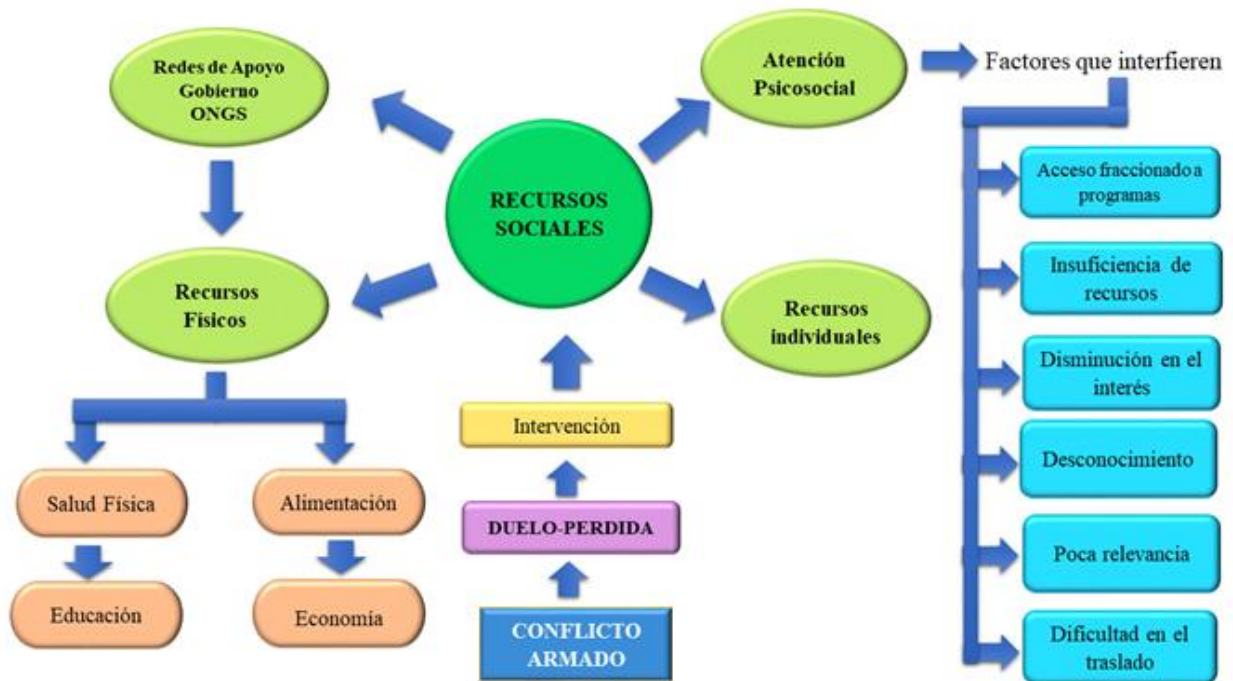 Redes de Apoyo
Gobierno
ONGS
Atención
Psicosocial
Factores que interfieren
RECURSOS
SOCIALES
Acceso fraccionado a
programas
Recursos
Físicos
Recursos
individuales
Insuficiencia de
recursos
Disminución en el
interés
Intervención
Desconocimiento
Salud Física
Alimentación
DUELO-PERDIDA
Poca relevancia
Educación
Economía
CONFLICTO
ARMADO
Dificultad en el
traslado